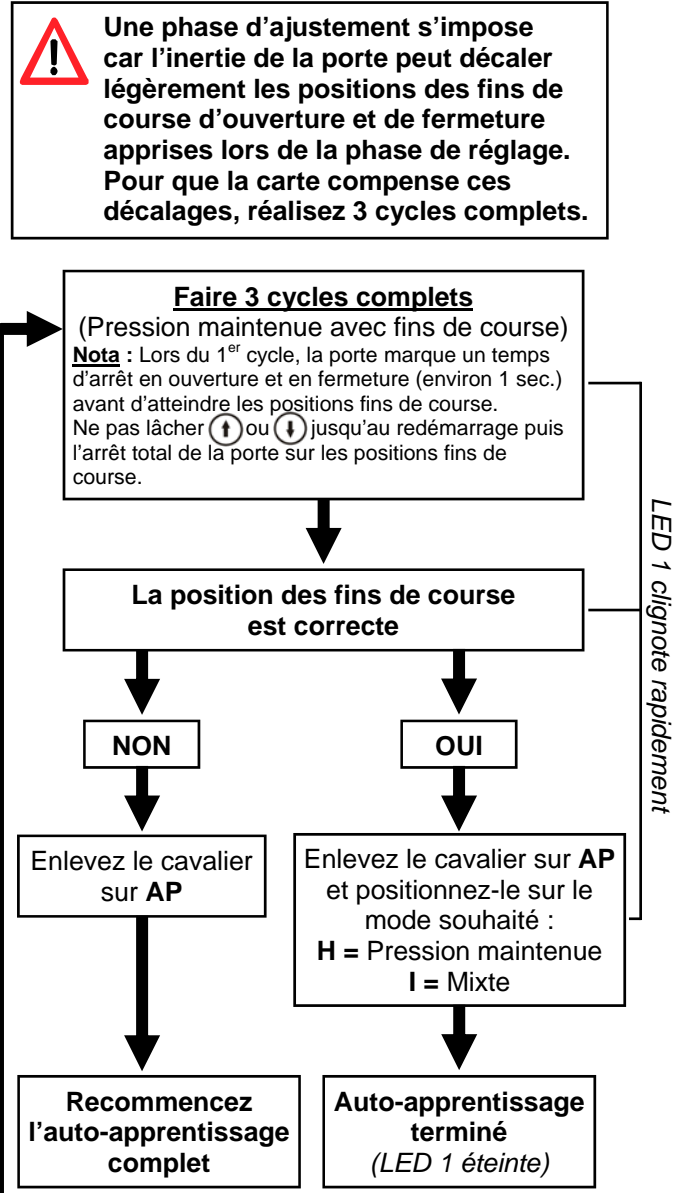 Une phase d’ajustement s’impose
car l’inertie de la porte peut décaler
légèrement les positions des fins de
course d’ouverture et de fermeture
apprises lors de la phase de réglage.
Pour que la carte compense ces
décalages, réalisez 3 cycles complets.
Faire 3 cycles complets
(Pression maintenue avec fins de course)
Nota : Lors du 1er cycle, la porte marque un temps
d’arrêt en ouverture et en fermeture (environ 1 sec.)
avant d’atteindre les positions fins de course.
Ne pas lâcher ou jusqu’au redémarrage puis
l’arrêt total de la porte sur les positions fins de
course.
La position des fins de course
est correcte
LED 1 clignote rapidement
NON
OUI
Enlevez le cavalier
sur AP
Enlevez le cavalier sur AP
et positionnez-le sur le
mode souhaité :
H = Pression maintenue
I = Mixte
Recommencez
l’auto-apprentissage
complet
Auto-apprentissage
terminé
(LED 1 éteinte)